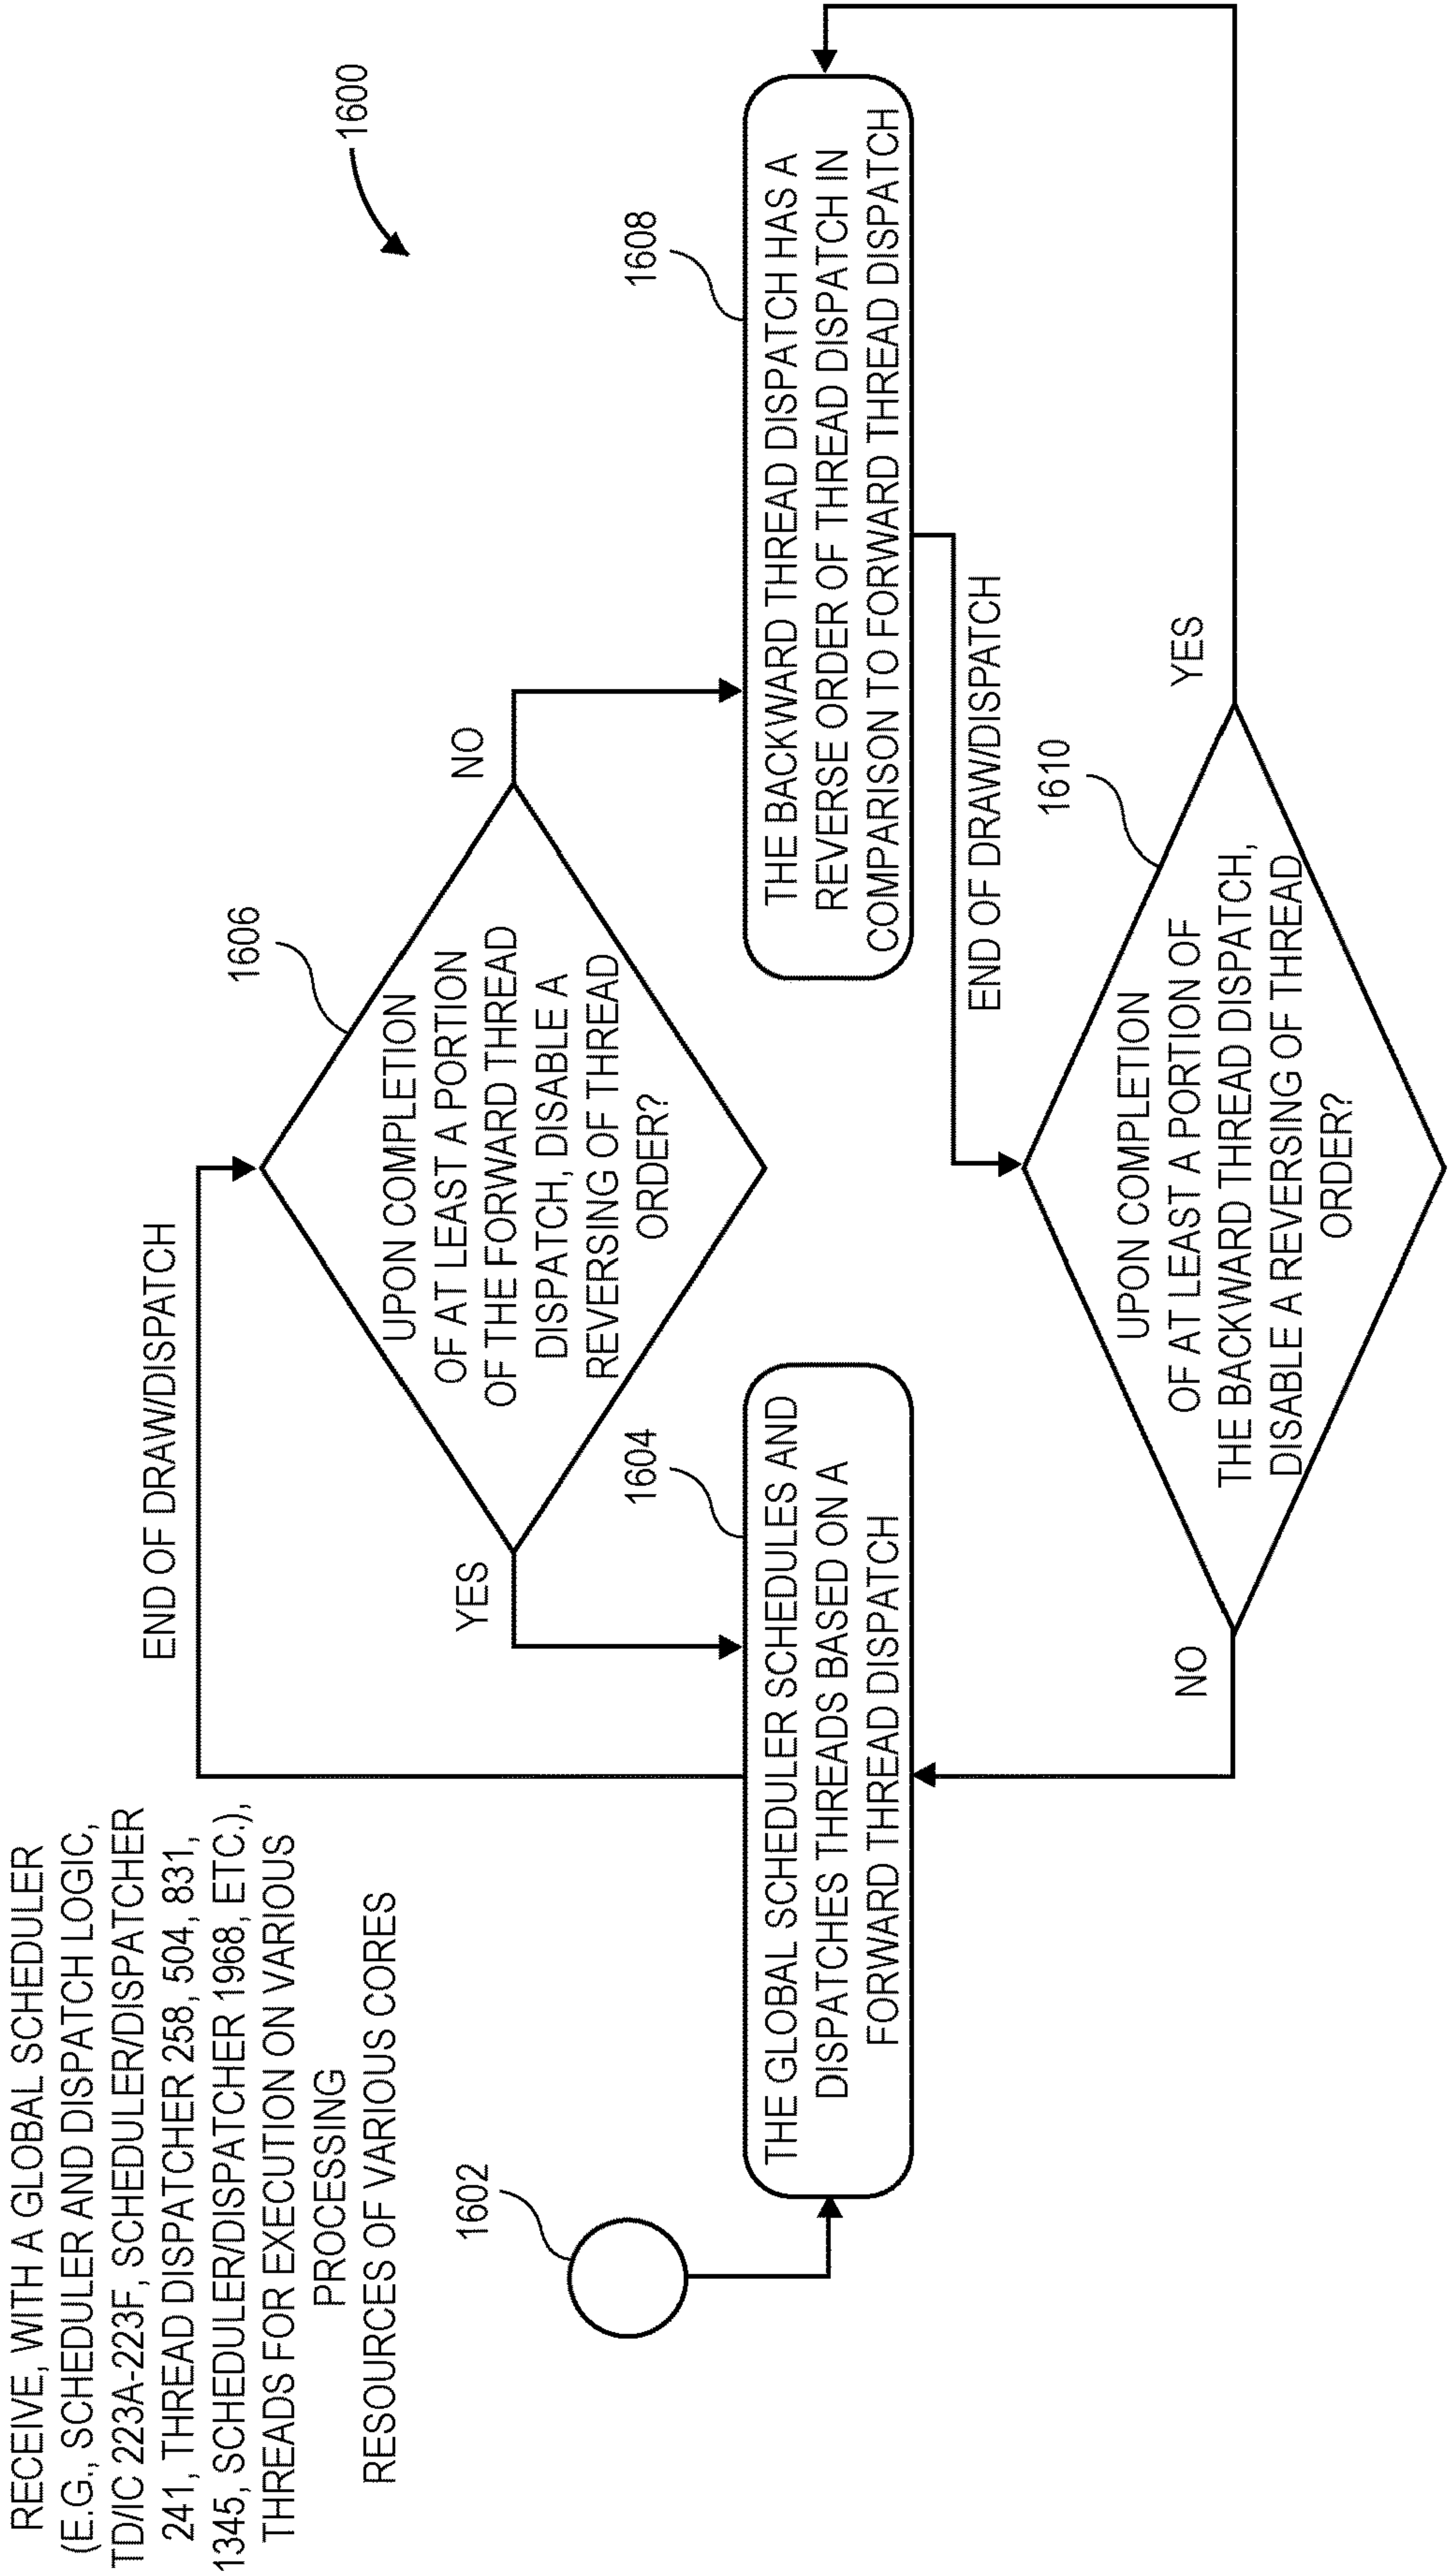 RECEIVE, WITH A GLOBAL SCHEDULER
(E.G., SCHEDULER AND DISPATCH LOGIC,
TD/IC 223A-223F, SCHEDULER/DISPATCHER
241, THREAD DISPATCHER 258, 504, 831,
1345, SCHEDULER/DISPATCHER 1968, ETC.),
THREADS FOR EXECUTION ON VARIOUS
PROCESSING
RESOURCES OF VARIOUS CORES
1602
END OF DRAW/DISPATCH
1600
1606
UPON COMPLETION
OF AT LEAST A PORTION
OF THE FORWARD THREAD
DISPATCH, DISABLE A
REVERSING OF THREAD
ORDER?
YES
NO
1604
THE GLOBAL SCHEDULER SCHEDULES AND
DISPATCHES THREADS BASED ON A
FORWARD THREAD DISPATCH
1608
THE BACKWARD THREAD DISPATCH HAS A
REVERSE ORDER OF THREAD DISPATCH IN
COMPARISON TO FORWARD THREAD DISPATCH
END OF DRAW/DISPATCH
1610
UPON COMPLETION
OF AT LEAST A PORTION OF
THE BACKWARD THREAD DISPATCH,
DISABLE A REVERSING OF THREAD
ORDER?
NO
YES